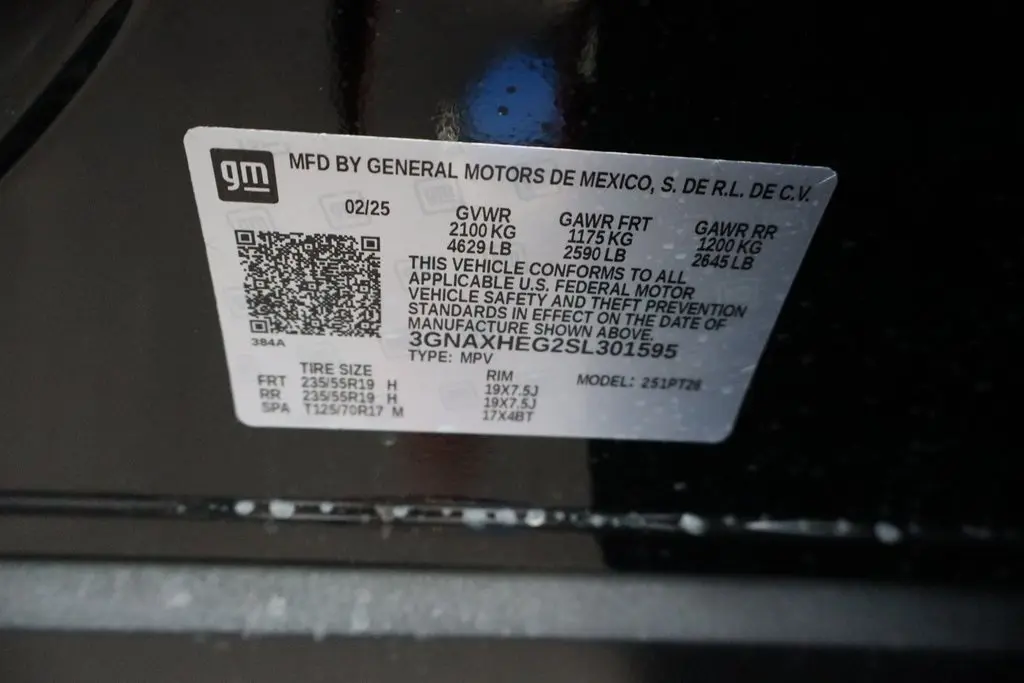 gm MFD BY GENERAL MOTORS DE MEXICO, S. DE R.L. DE C.V.
02/25 GVWR GAWR FRT GAWR RR
2100 KG 1175 KG 1200 KG
4629 LB 2590 LB 2645 LB
THIS VEHICLE CONFORMS TO ALL
APPLICABLE U.S. FEDERAL MOTOR
VEHICLE SAFETY AND THEFT PREVENTION
STANDARDS IN EFFECT ON THE DATE OF
MANUFACTURE SHOWN ABOVE.
384A 3GNAXHEG2SL301595
TYPE: MPV
TIRE SIZE RIM MODEL: 251PT26
FRT 235/55R19 H 19X7.5J
RR 235/55R19 H 19X7.5J
SPA T125/70R17 M 17X4BT